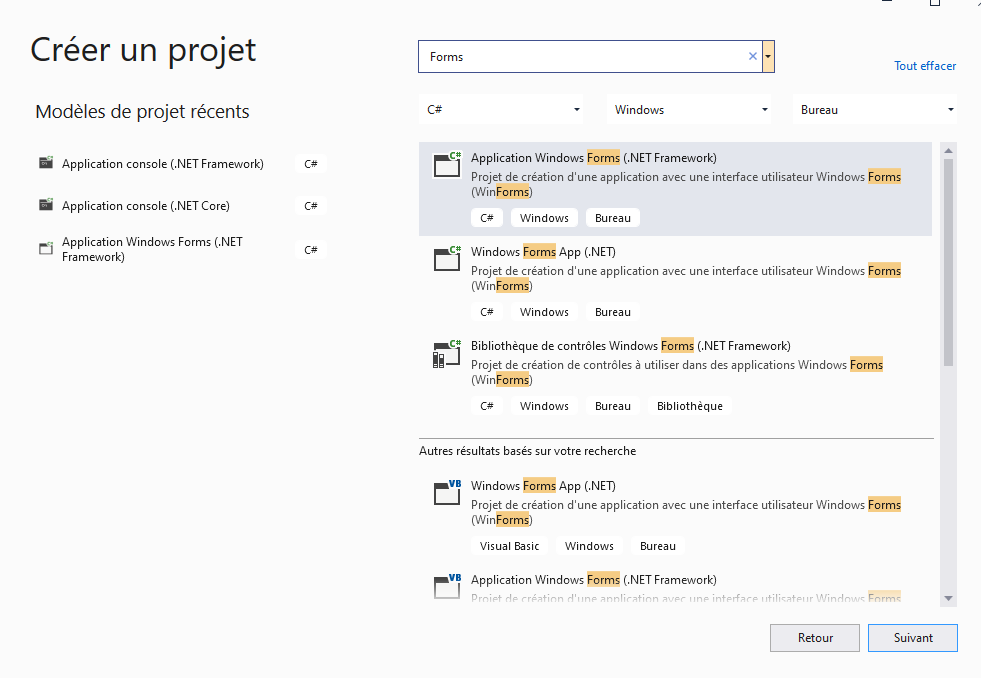 Créer un projet
Modèles de projet récents
Application console (.NET Framework) C#
Application console (.NET Core) C#
Application Windows Forms (.NET
Framework) C#
Forms
Tout effacer
C# Windows Bureau
C#
Application Windows Forms (.NET Framework)
Projet de création d'une application avec une interface utilisateur Windows Forms
(WinForms)
C# Windows Bureau
C#
Windows Forms App (.NET)
Projet de création d'une application avec une interface utilisateur Windows Forms
(WinForms)
C# Windows Bureau
C#
Bibliothèque de contrôles Windows Forms (.NET Framework)
Projet de création de contrôles à utiliser dans des applications Windows Forms
(WinForms)
C# Windows Bureau Bibliothèque
Autres résultats basés sur votre recherche
VB
Windows Forms App (.NET)
Projet de création d'une application avec une interface utilisateur Windows Forms
(WinForms)
Visual Basic Windows Bureau
VB
Application Windows Forms (.NET Framework)
Projet de création d'une application avec une interface utilisateur Windows Forms
Retour Suivant